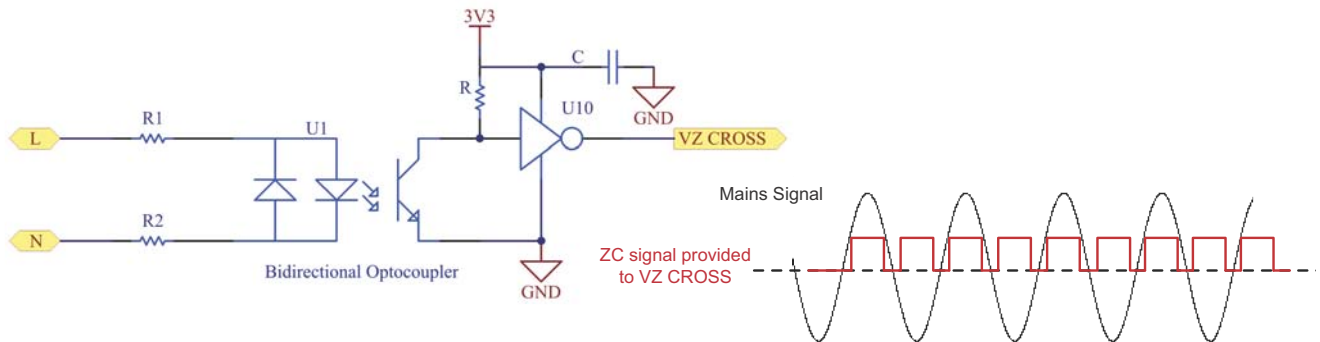 3V3
C
R
U10
GND
R1
U1
L
VZ CROSS
Mains Signal
R2
N
ZC signal provided
to VZ CROSS
Bidirectional Optocoupler
GND